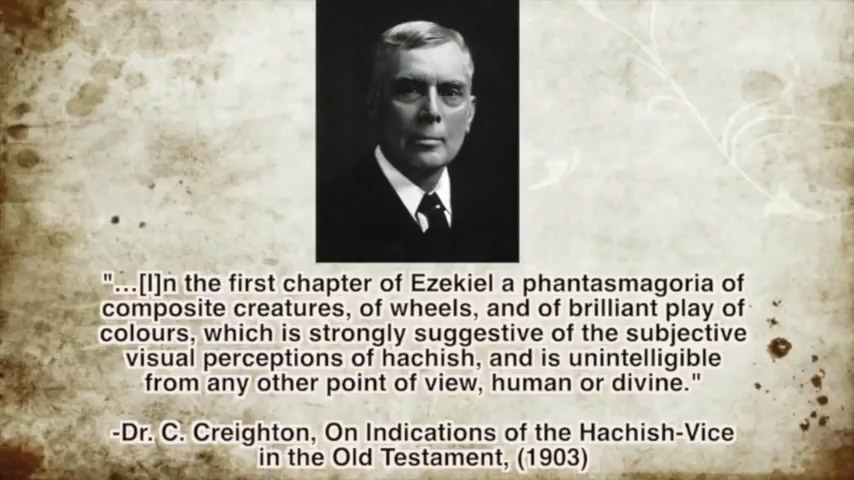 "...[I]n the first chapter of Ezekiel a phantasmagoria of
composite creatures, of wheels, and of brilliant play of
colours, which is strongly suggestive of the subjective
visual perceptions of hachish, and is unintelligible
from any other point of view, human or divine."
-Dr. C. Creighton, On Indications of the Hachish-Vice
in the Old Testament, (1903)